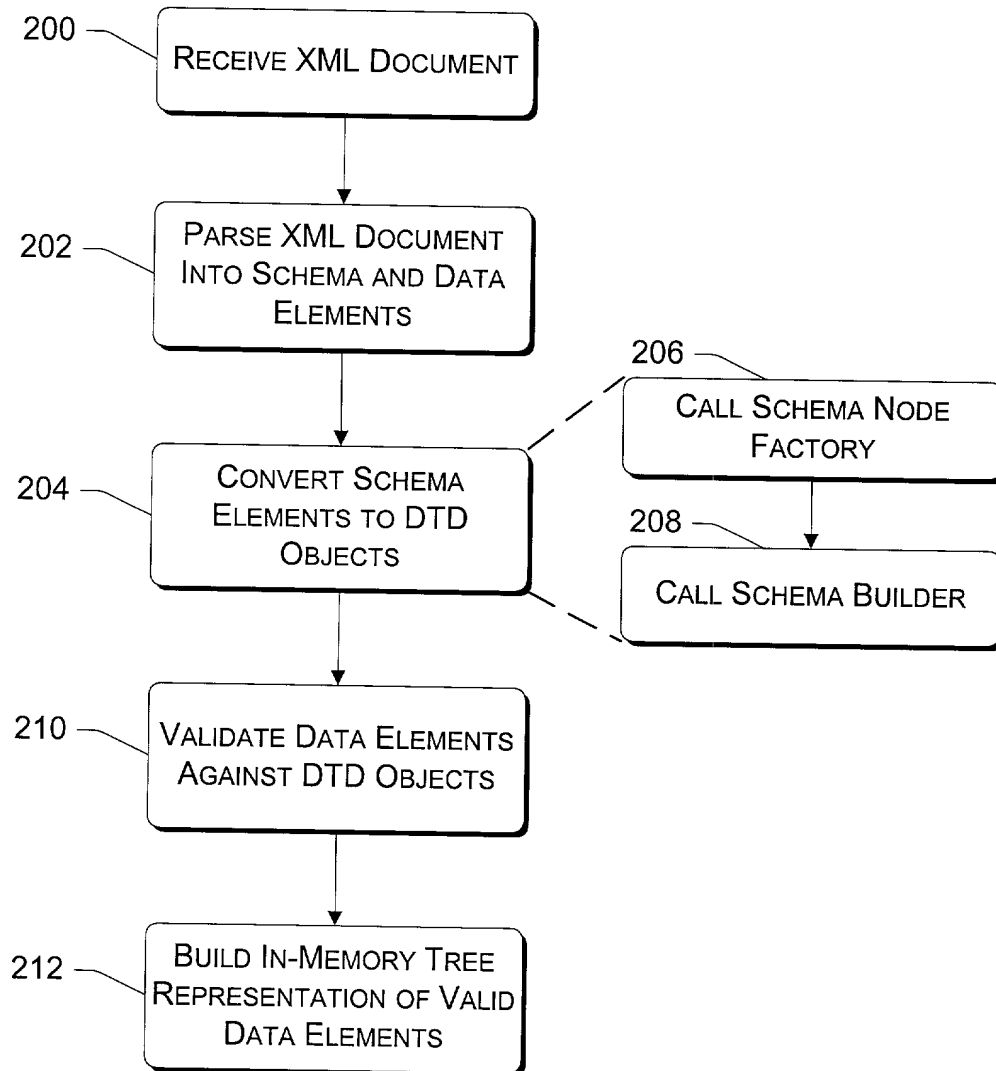 200
RECEIVE XML DOCUMENT
202
PARSE XML DOCUMENT
INTO SCHEMA AND DATA
ELEMENTS
204
CONVERT SCHEMA
ELEMENTS TO DTD
OBJECTS
206
CALL SCHEMA NODE
FACTORY
208
CALL SCHEMA BUILDER
210
VALIDATE DATA ELEMENTS
AGAINST DTD OBJECTS
212
BUILD IN-MEMORY TREE
REPRESENTATION OF VALID
DATA ELEMENTS